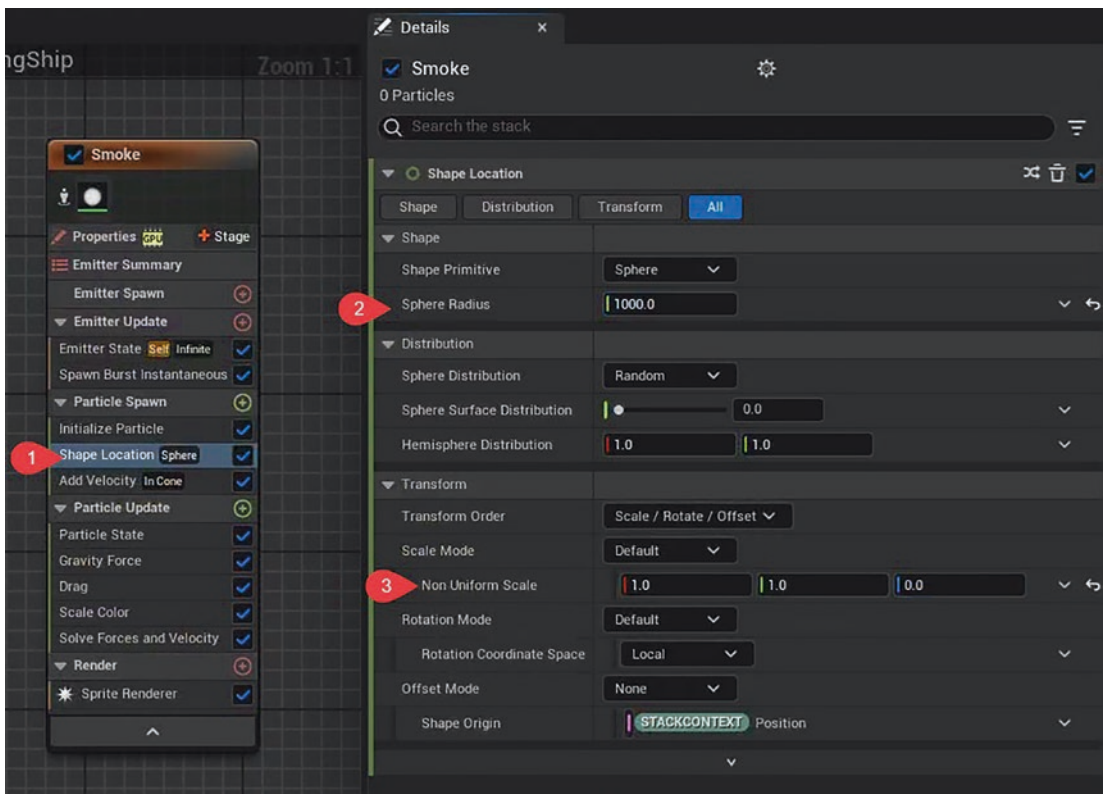 ngShip
Zoom 1:1
Smoke
Properties GPU Stage
Emitter Summary
Emitter Spawn
Emitter Update
Emitter State Self Infinite
Spawn Burst Instantaneous
Particle Spawn
Initialize Particle
1 Shape Location Sphere
Add Velocity In Cone
Particle Update
Particle State
Gravity Force
Drag
Scale Color
Solve Forces and Velocity
Render
Sprite Renderer
Details ×
Smoke
0 Particles
Search the stack
Shape Location
Shape Distribution Transform All
Shape
Shape Primitive Sphere
2 Sphere Radius 1000.0
Distribution
Sphere Distribution Random
Sphere Surface Distribution 0.0
Hemisphere Distribution 1.0 1.0
Transform
Transform Order Scale / Rotate / Offset
Scale Mode Default
3 Non Uniform Scale 1.0 1.0 0.0
Rotation Mode Default
Rotation Coordinate Space Local
Offset Mode None
Shape Origin STACKCONTEXT Position